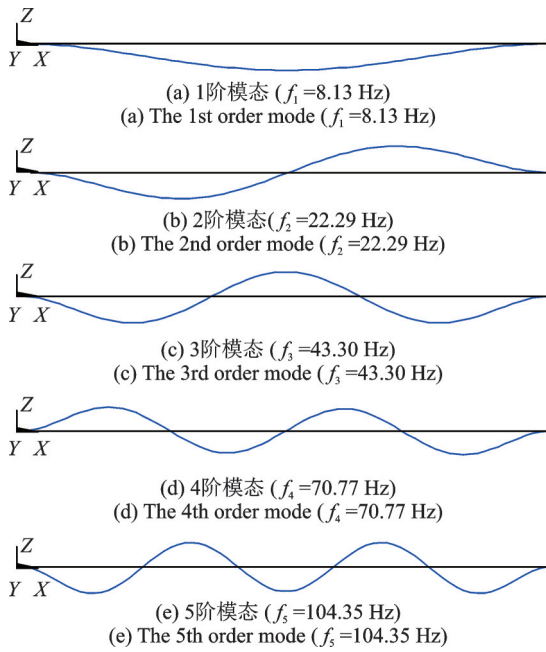 Z
Y X
(a) 1阶模态 (f₁=8.13 Hz)
(a) The 1st order mode (f₁=8.13 Hz)
Z
Y X
(b) 2阶模态(f₂=22.29 Hz)
(b) The 2nd order mode (f₂=22.29 Hz)
Z
Y X
(c) 3阶模态 (f₃=43.30 Hz)
(c) The 3rd order mode (f₃=43.30 Hz)
Z
Y X
(d) 4阶模态 (f₄=70.77 Hz)
(d) The 4th order mode (f₄=70.77 Hz)
Z
Y X
(e) 5阶模态 (f₅=104.35 Hz)
(e) The 5th order mode (f₅=104.35 Hz)